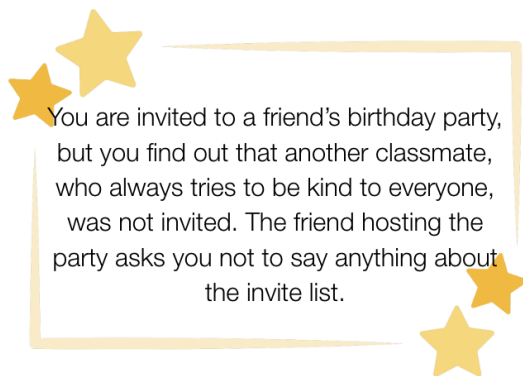 You are invited to a friend’s birthday party,
but you find out that another classmate,
who always tries to be kind to everyone,
was not invited. The friend hosting the
party asks you not to say anything about
the invite list.